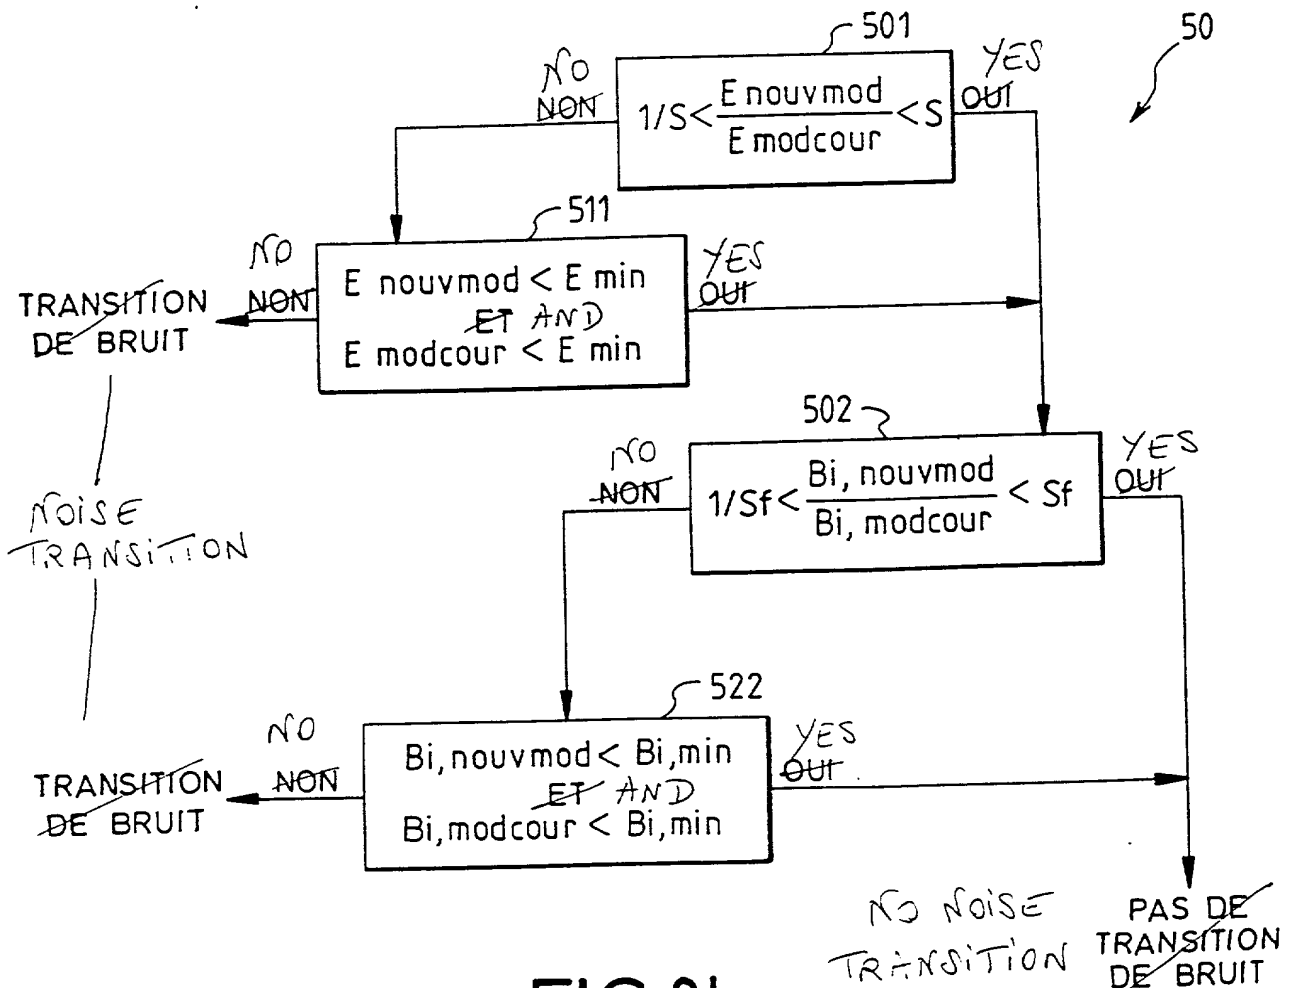 501
50
NO
NON
1/S < E nouvmod / E modcour < S
YES
OUI
511
NO
NON
E nouvmod < E min
ET AND
E modcour < E min
YES
OUI
TRANSITION
DE BRUIT
502
NO
NON
1/Sf < Bi, nouvmod / Bi, modcour < Sf
YES
OUI
NOISE
TRANSITION
522
NO
NON
Bi,nouvmod < Bi,min
ET AND
Bi,modcour < Bi,min
YES
OUI
TRANSITION
DE BRUIT
NO NOISE
TRANSITION
PAS DE
TRANSITION
DE BRUIT